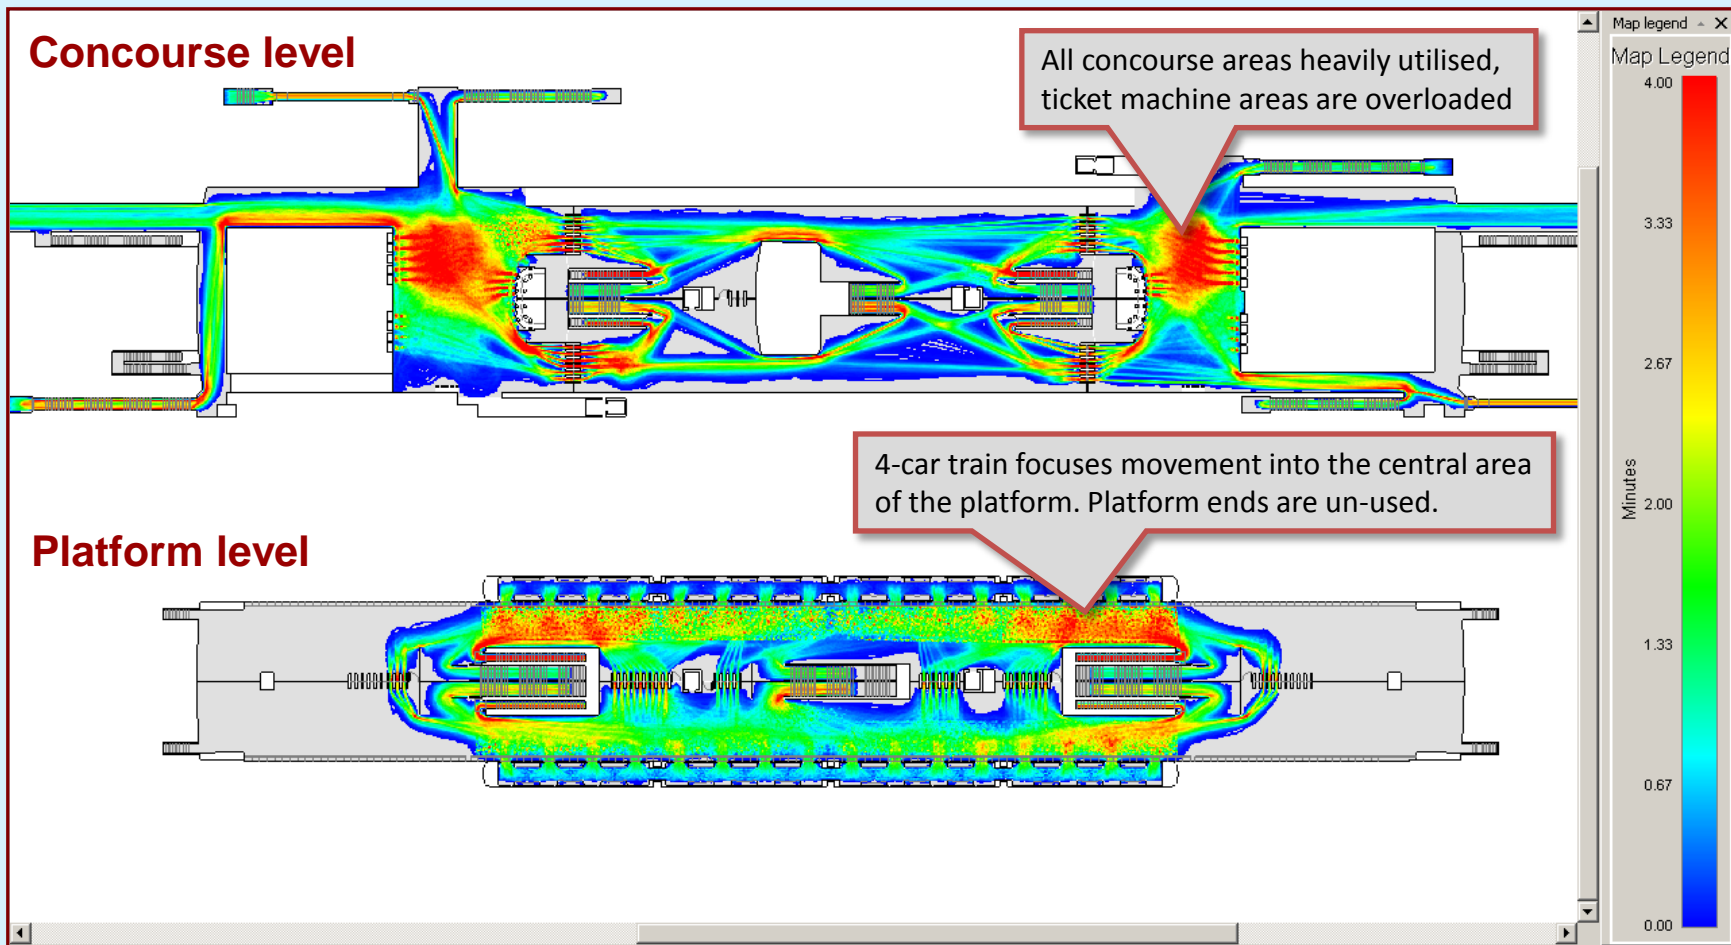 Concourse level
All concourse areas heavily utilised,
ticket machine areas are overloaded
4-car train focuses movement into the central area
of the platform. Platform ends are un-used.
Platform level
Map legend
Map Legend
4.00
3.33
2.67
Minutes
2.00
1.33
0.67
0.00